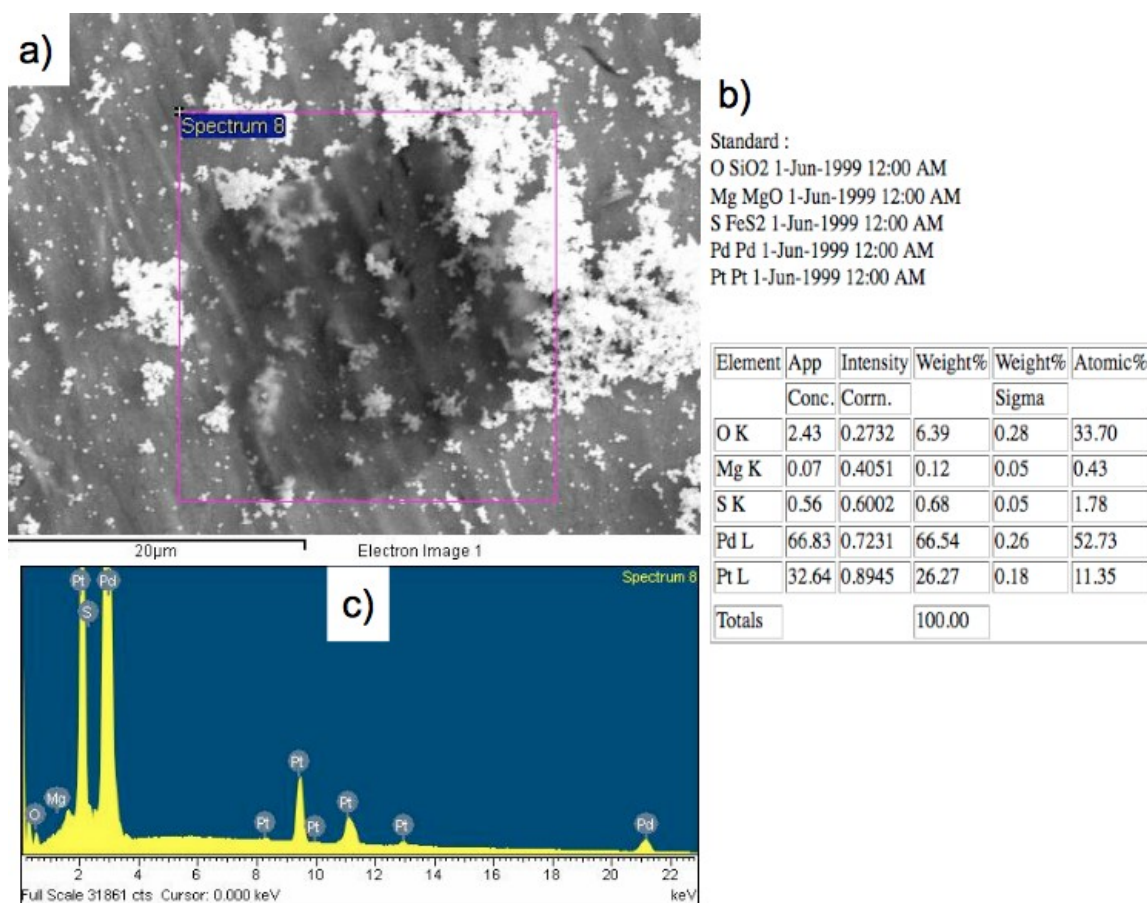 a)
Spectrum 8
20μm
Electron Image 1
b)
Standard :
O SiO2 1-Jun-1999 12:00 AM
Mg MgO 1-Jun-1999 12:00 AM
S FeS2 1-Jun-1999 12:00 AM
Pd Pd 1-Jun-1999 12:00 AM
Pt Pt 1-Jun-1999 12:00 AM
Element App Intensity Weight% Weight% Atomic%
Conc. Corrn. Sigma
O K 2.43 0.2732 6.39 0.28 33.70
Mg K 0.07 0.4051 0.12 0.05 0.43
S K 0.56 0.6002 0.68 0.05 1.78
Pd L 66.83 0.7231 66.54 0.26 52.73
Pt L 32.64 0.8945 26.27 0.18 11.35
Totals 100.00
c)
Spectrum 8
Pt Pd
S
Pt
Mg Pt
O Pt Pt Pt Pd
2 4 6 8 10 12 14 16 18 20 22
Full Scale 31861 cts Cursor: 0.000 keV keV